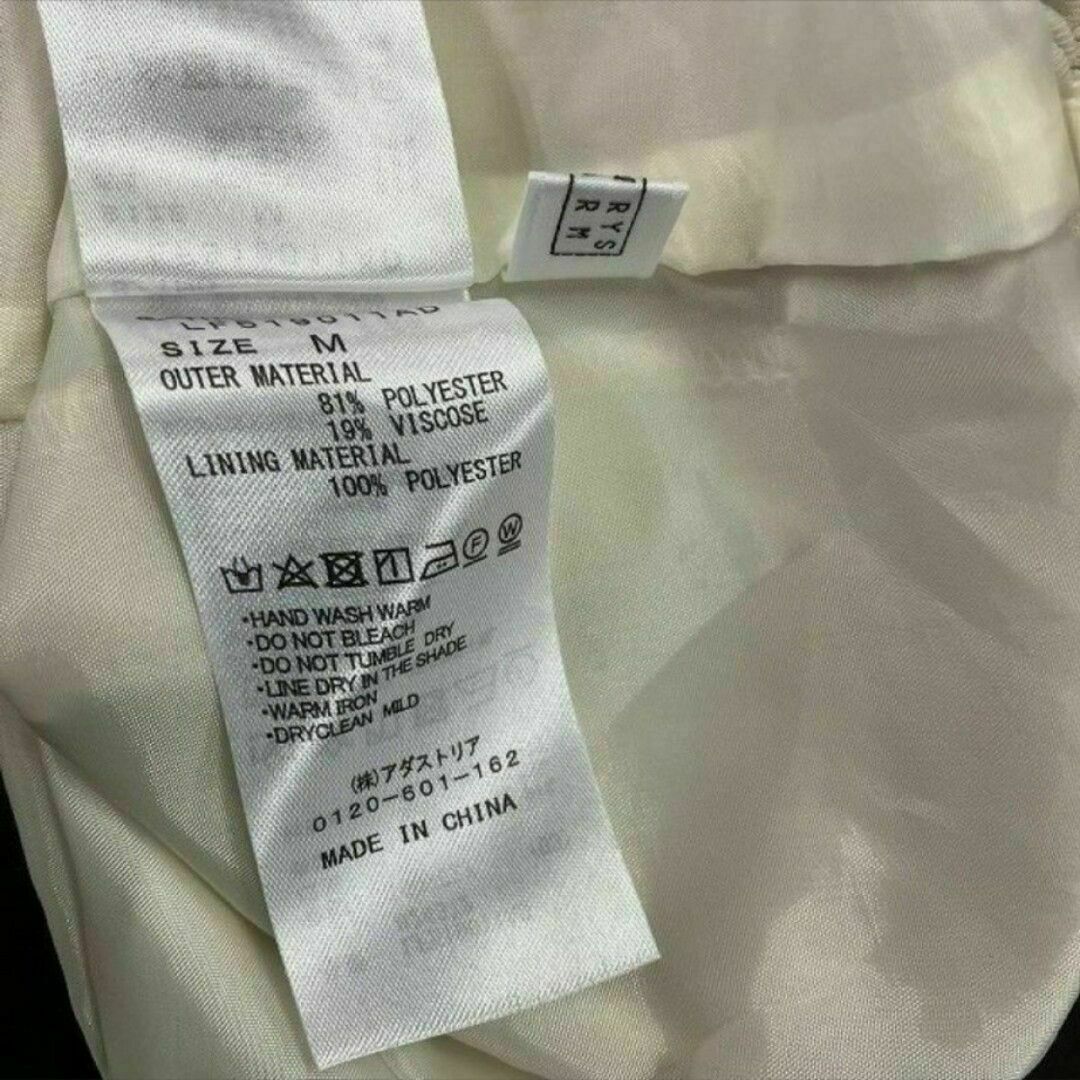 SIZE M
OUTER MATERIAL
81% POLYESTER
19% VISCOSE
LINING MATERIAL
100% POLYESTER
F W
・HAND WASH WARM
・DO NOT BLEACH
・DO NOT TUMBLE DRY
・LINE DRY IN THE SHADE
・WARM IRON
・DRYCLEAN MILD
(株)アダストリア
0120-601-162
MADE IN CHINA
RYS
RM